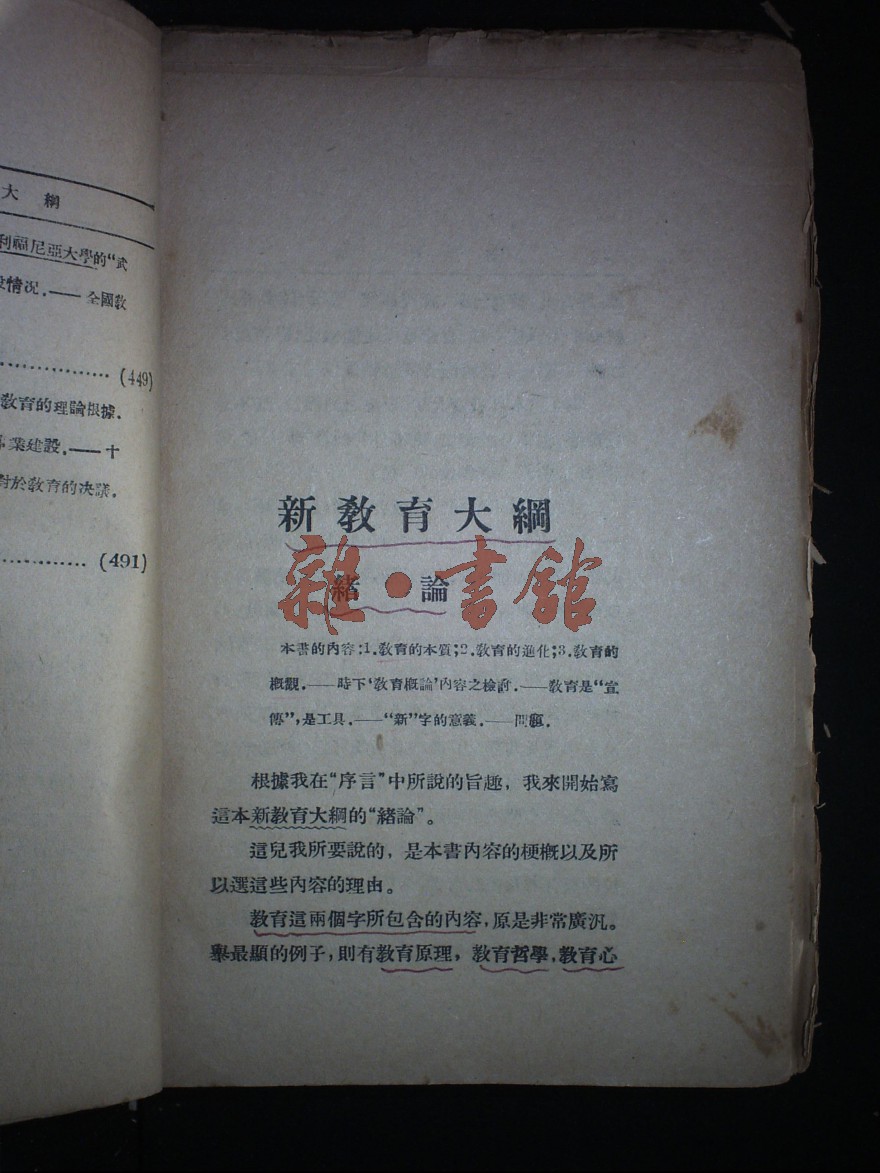 大綱
利福尼亞大學的“武
情况.——全國教
(449)
教育的理論根據.
業建設.——十
對於教育的決議.
(491)
新教育大綱
緒論
雜·書館
本書的內容:1.教育的本質;2.教育的進化;3.教育的
概觀.——時下‘教育概論’內容之檢討.——教育是“宣
傳”,是工具.——“新”字的意義.——問題.
根據我在“序言”中所說的旨趣，我來開始寫
這本新教育大綱的“緒論”。
這兒我所要說的，是本書內容的梗概以及所
以選這些內容的理由。
教育這兩個字所包含的內容，原是非常廣汎。
舉最顯的例子，則有教育原理，教育哲學，教育心